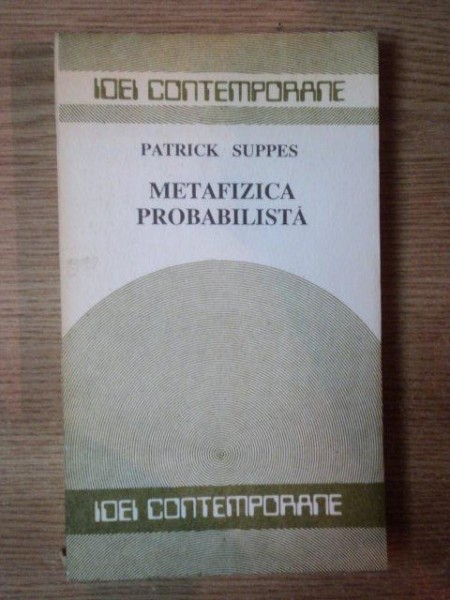 IDEI CONTEMPORANE
PATRICK SUPPES
METAFIZICA
PROBABILISTĂ
IDEI CONTEMPORANE